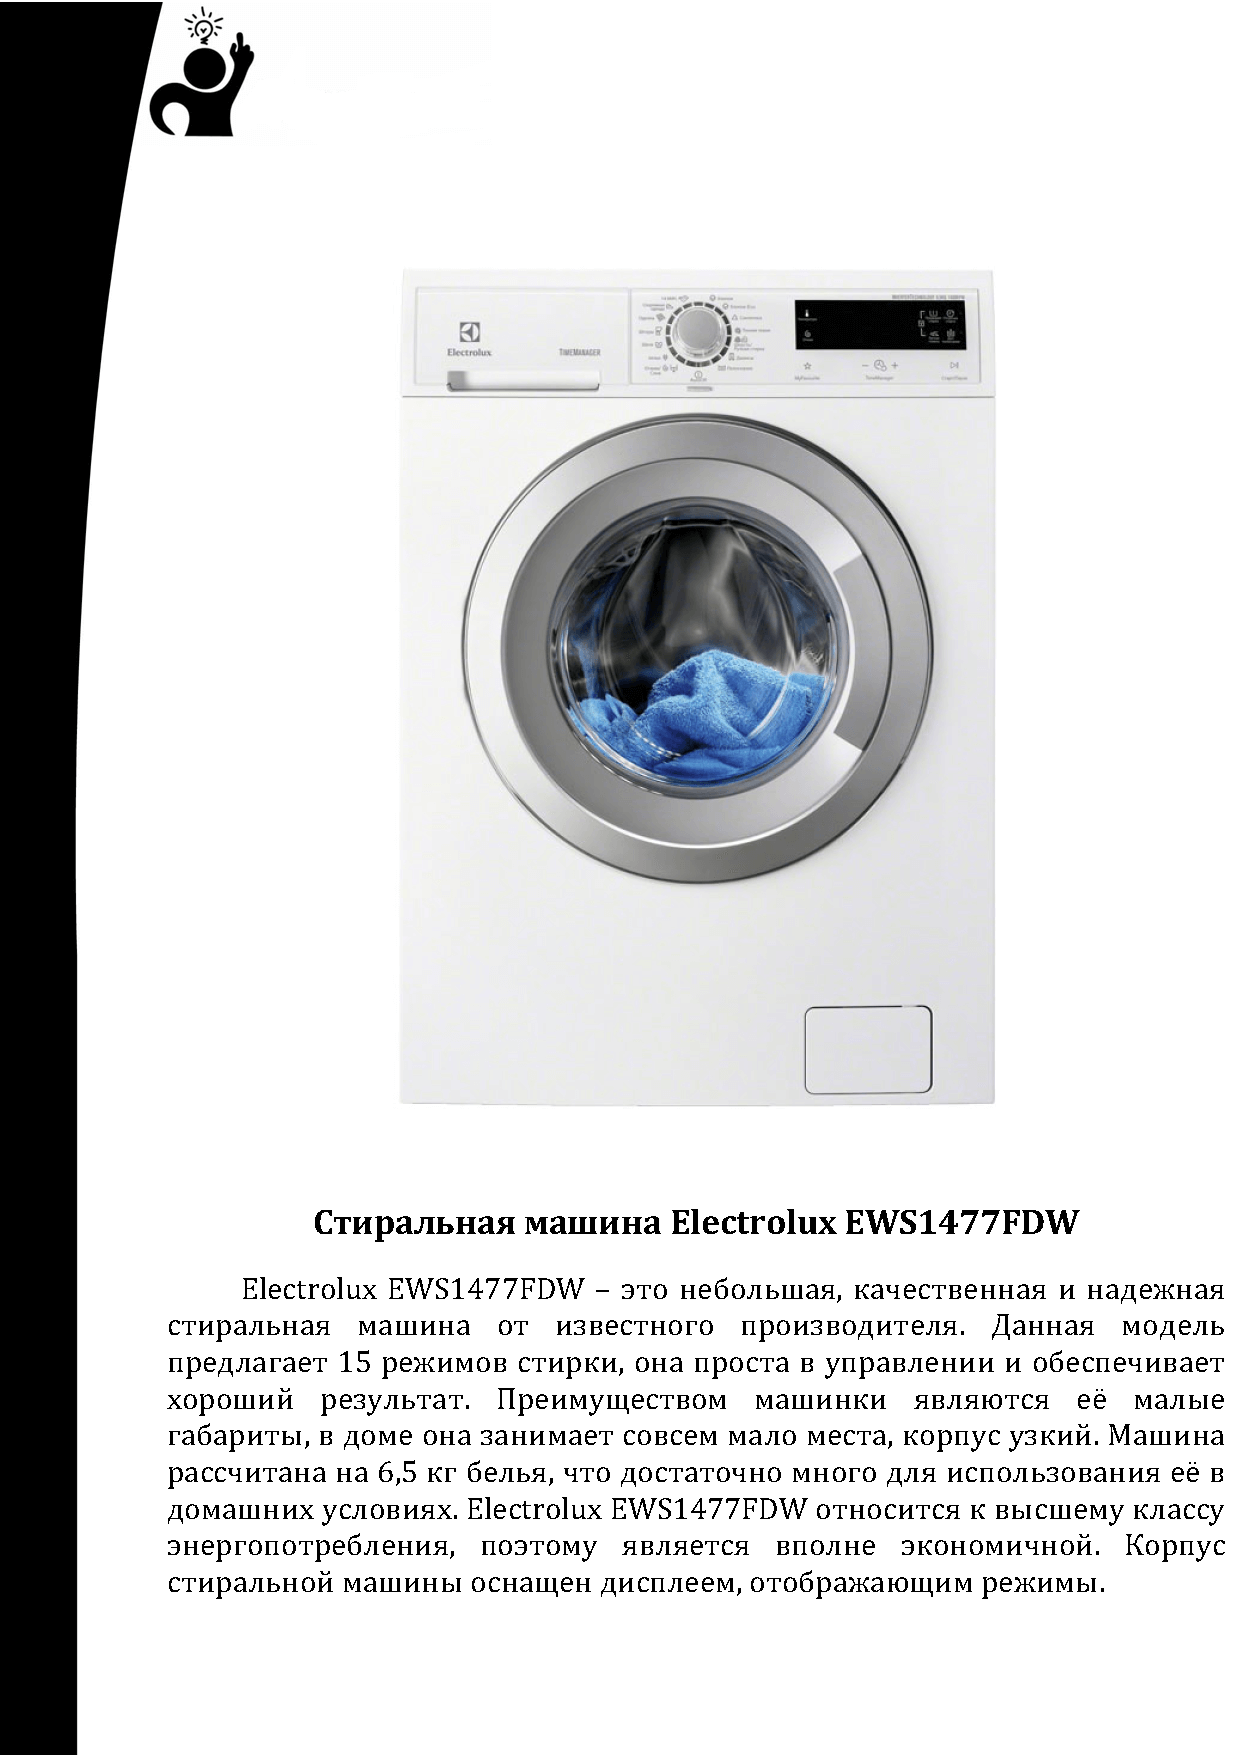 Electrolux
TIMEMANAGER
MyFavourite
TimeManager
Стиральная машина Electrolux EWS1477FDW
Electrolux EWS1477FDW – это небольшая, качественная и надежная
стиральная машина от известного производителя. Данная модель
предлагает 15 режимов стирки, она проста в управлении и обеспечивает
хороший результат. Преимуществом машинки являются её малые
габариты, в доме она занимает совсем мало места, корпус узкий. Машина
рассчитана на 6,5 кг белья, что достаточно много для использования её в
домашних условиях. Electrolux EWS1477FDW относится к высшему классу
энергопотребления, поэтому является вполне экономичной. Корпус
стиральной машины оснащен дисплеем, отображающим режимы.